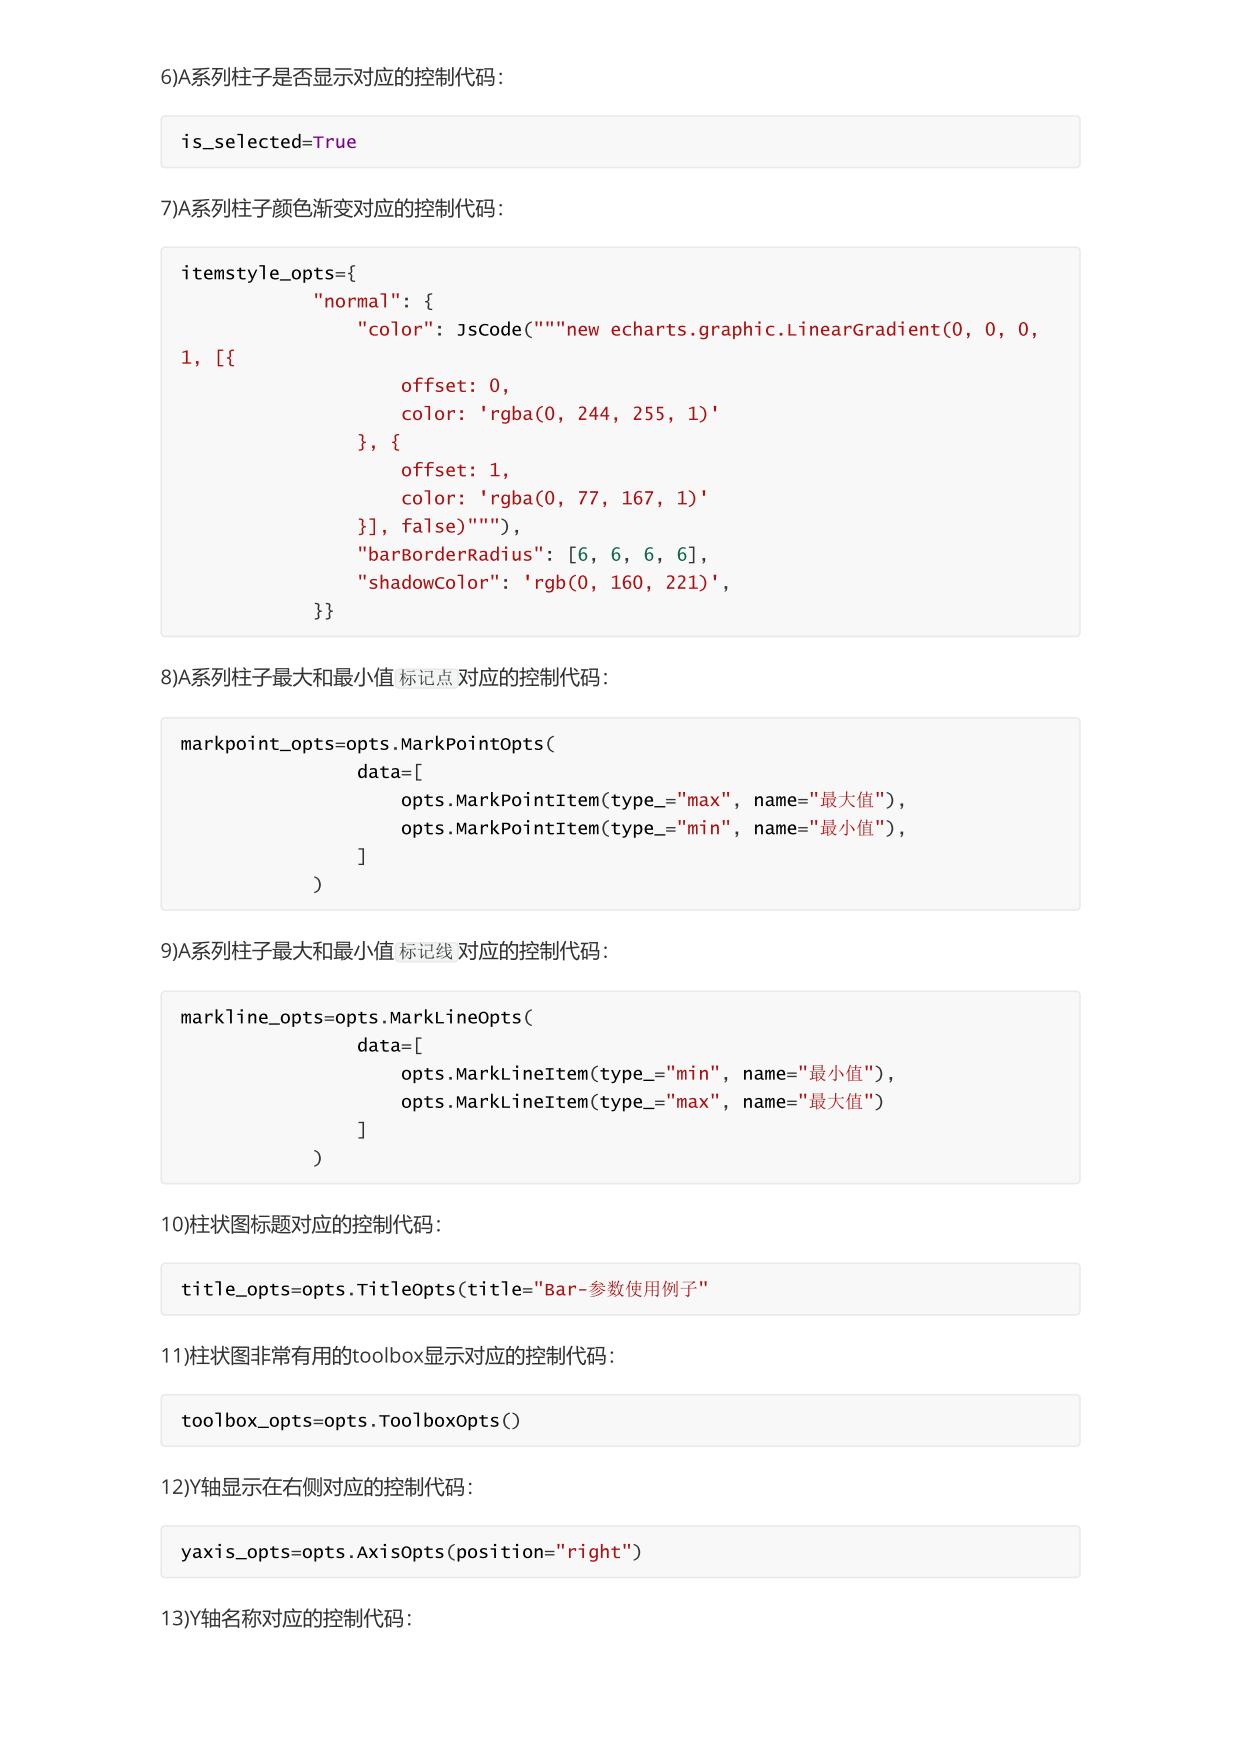 6)A系列柱子是否显示对应的控制代码：
is_selected=True
7)A系列柱子颜色渐变对应的控制代码：
itemstyle_opts={
            "normal": {
                "color": JsCode("""new echarts.graphic.LinearGradient(0, 0, 0,
1, [{
                    offset: 0,
                    color: 'rgba(0, 244, 255, 1)'
                }, {
                    offset: 1,
                    color: 'rgba(0, 77, 167, 1)'
                }], false)"""),
                "barBorderRadius": [6, 6, 6, 6],
                "shadowColor": 'rgb(0, 160, 221)',
            }}
8)A系列柱子最大和最小值标记点对应的控制代码：
markpoint_opts=opts.MarkPointOpts(
                data=[
                    opts.MarkPointItem(type_="max", name="最大值"),
                    opts.MarkPointItem(type_="min", name="最小值"),
                ]
            )
9)A系列柱子最大和最小值标记线对应的控制代码：
markline_opts=opts.MarkLineOpts(
                data=[
                    opts.MarkLineItem(type_="min", name="最小值"),
                    opts.MarkLineItem(type_="max", name="最大值")
                ]
            )
10)柱状图标题对应的控制代码：
title_opts=opts.TitleOpts(title="Bar-参数使用例子"
11)柱状图非常有用的toolbox显示对应的控制代码：
toolbox_opts=opts.ToolboxOpts()
12)Y轴显示在右侧对应的控制代码：
yaxis_opts=opts.AxisOpts(position="right")
13)Y轴名称对应的控制代码：